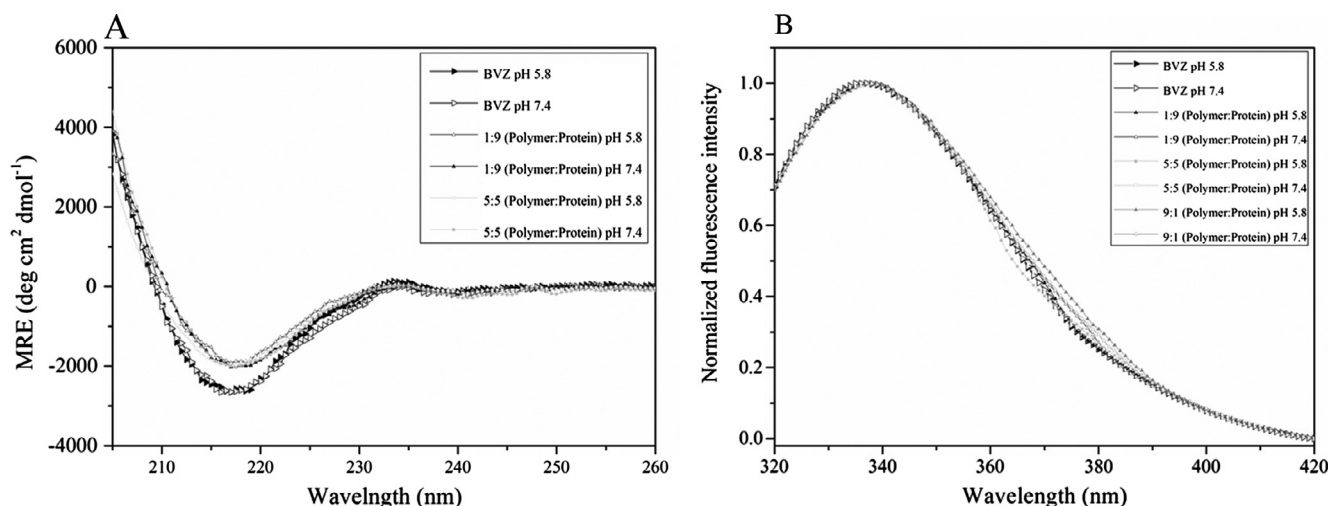 A
6000
4000
2000
0
-2000
-4000
MRE (deg cm² dmol⁻¹)
210
220
230
240
250
260
Wavelngth (nm)
BVZ pH 5.8
BVZ pH 7.4
1:9 (Polymer:Protein) pH 5.8
1:9 (Polymer:Protein) pH 7.4
5:5 (Polymer:Protein) pH 5.8
5:5 (Polymer:Protein) pH 7.4
B
1.0
0.8
0.6
0.4
0.2
0.0
Normalized fluorescence intensity
320
340
360
380
400
420
Wavelength (nm)
BVZ pH 5.8
BVZ pH 7.4
1:9 (Polymer:Protein) pH 5.8
1:9 (Polymer:Protein) pH 7.4
5:5 (Polymer:Protein) pH 5.8
5:5 (Polymer:Protein) pH 7.4
9:1 (Polymer:Protein) pH 5.8
9:1 (Polymer:Protein) pH 7.4